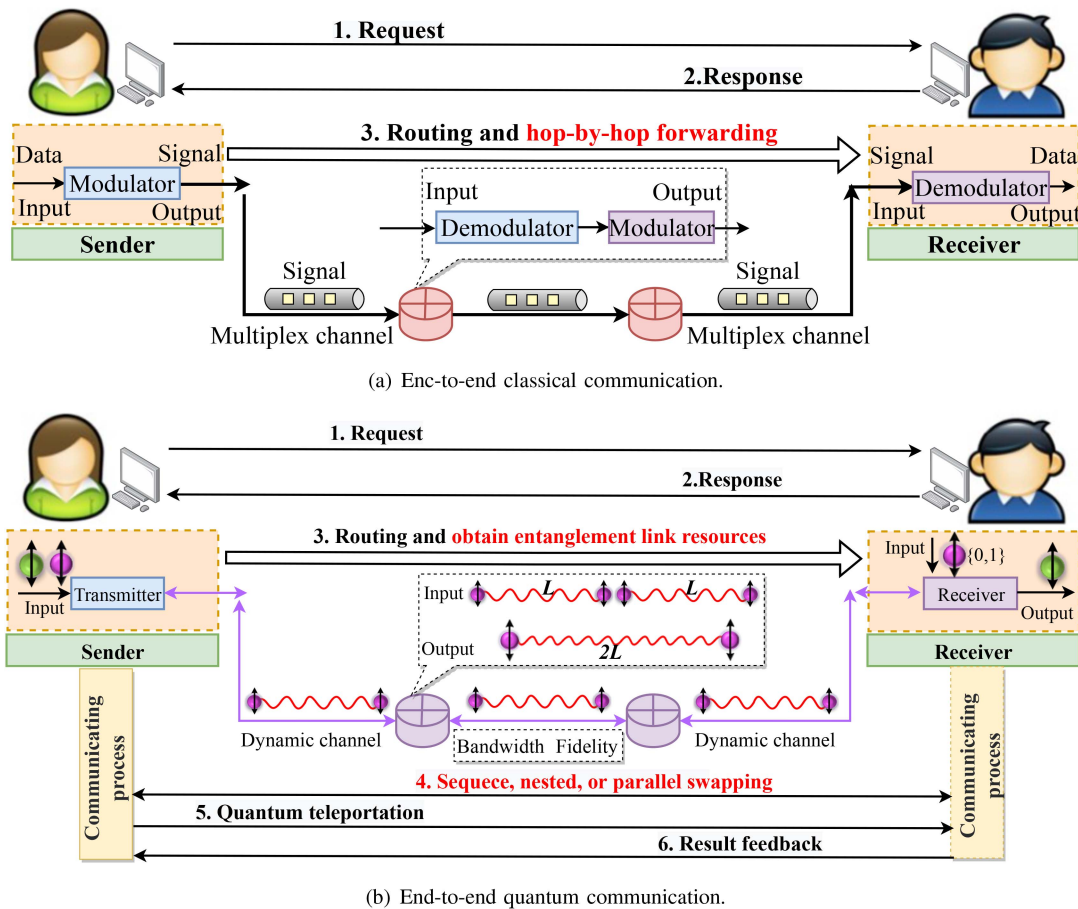 1. Request
2.Response
3. Routing and hop-by-hop forwarding
Data
Signal
Modulator
Input
Output
Sender
Input
Output
Demodulator
Modulator
Signal
Data
Demodulator
Input
Output
Receiver
Signal
Signal
Multiplex channel
Multiplex channel
(a) Enc-to-end classical communication.
1. Request
2.Response
3. Routing and obtain entanglement link resources
Input
Transmitter
Sender
Input
L
L
Output
2L
Input
{0,1}
Receiver
Output
Receiver
Dynamic channel
Bandwidth Fidelity
Dynamic channel
Communicating process
Communicating process
4. Sequece, nested, or parallel swapping
5. Quantum teleportation
6. Result feedback
(b) End-to-end quantum communication.